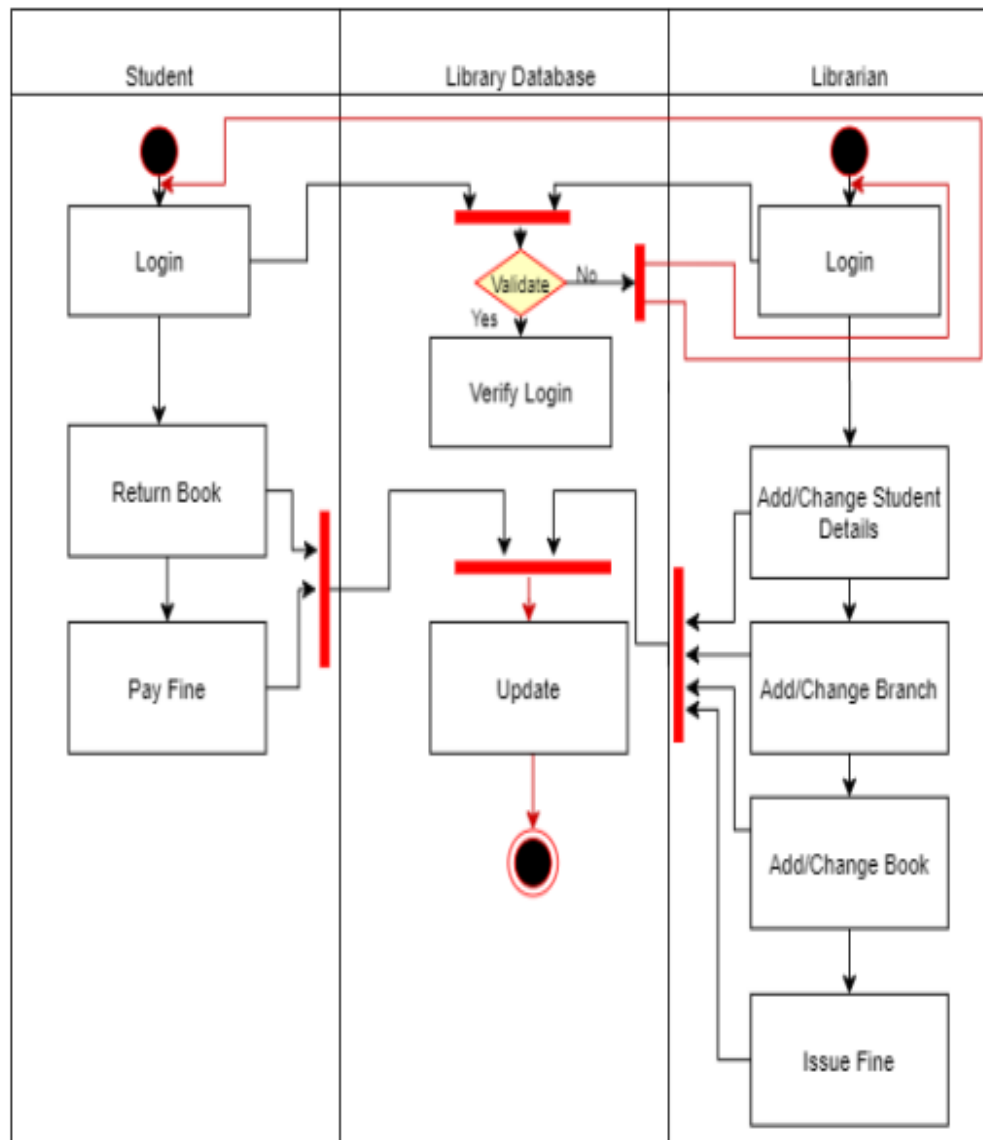 Student
Library Database
Librarian
Login
Login
Validate
No
Yes
Verify Login
Return Book
Add/Change Student
Details
Pay Fine
Update
Add/Change Branch
Add/Change Book
Issue Fine